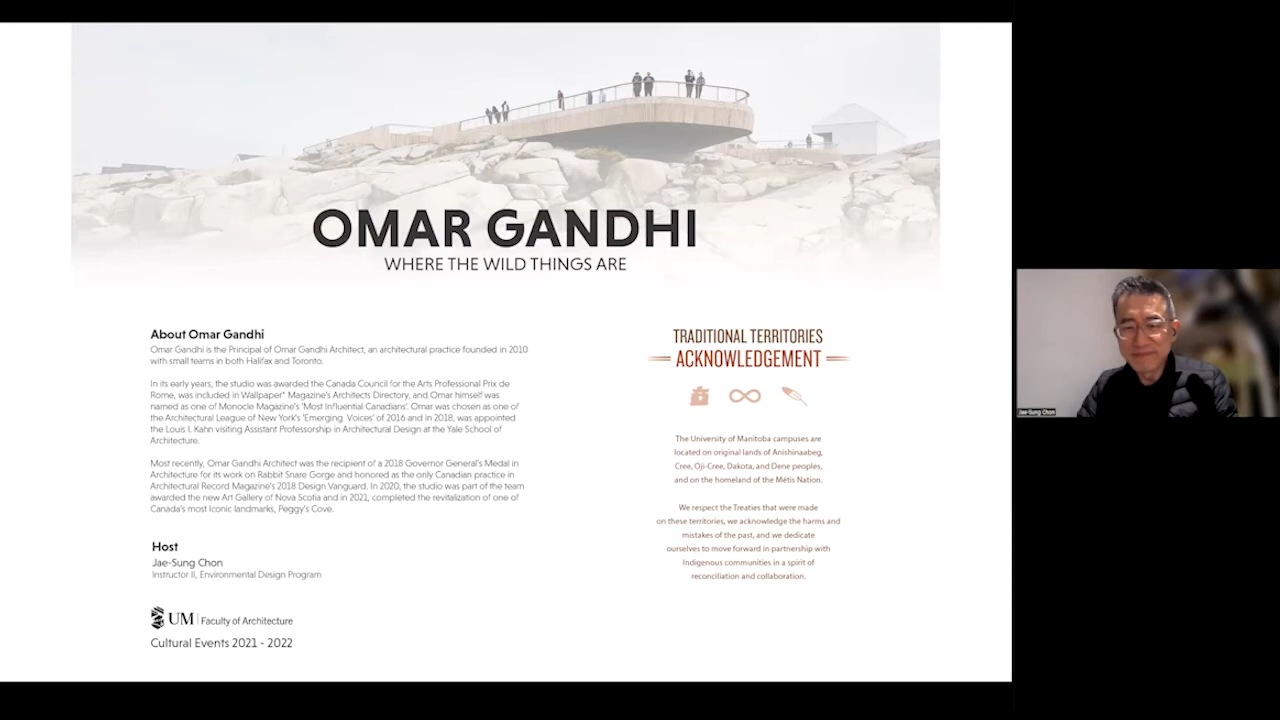 OMAR GANDHI
WHERE THE WILD THINGS ARE
About Omar Gandhi
Omar Gandhi is the Principal of Omar Gandhi Architect, an architectural practice founded in 2010
with small teams in both Halifax and Toronto.
In its early years, the studio was awarded the Canada Council for the Arts Professional Prix de
Rome, was included in Wallpaper* Magazine's Architects Directory, and Omar himself was
named as one of Monocle Magazine's 'Most Influential Canadians'. Omar was chosen as one of
the Architectural League of New York's 'Emerging Voices' of 2016 and in 2018, was appointed
the Louis I. Kahn visiting Assistant Professorship in Architectural Design at the Yale School of
Architecture.
Most recently, Omar Gandhi Architect was the recipient of a 2018 Governor General's Medal in
Architecture for its work on Rabbit Snare Gorge and honored as the only Canadian practice in
Architectural Record Magazine's 2018 Design Vanguard. In 2020, the studio was part of the team
awarded the new Art Gallery of Nova Scotia and in 2021, completed the revitalization of one of
Canada's most Iconic landmarks, Peggy's Cove.
Host
Jae-Sung Chon
Instructor II, Environmental Design Program
UM Faculty of Architecture
Cultural Events 2021 - 2022
TRADITIONAL TERRITORIES
ACKNOWLEDGEMENT
The University of Manitoba campuses are
located on original lands of Anishinaabeg,
Cree, Oji-Cree, Dakota, and Dene peoples,
and on the homeland of the Métis Nation.
We respect the Treaties that were made
on these territories, we acknowledge the harms and
mistakes of the past, and we dedicate
ourselves to move forward in partnership with
Indigenous communities in a spirit of
reconciliation and collaboration.
Jae-Sung Chon